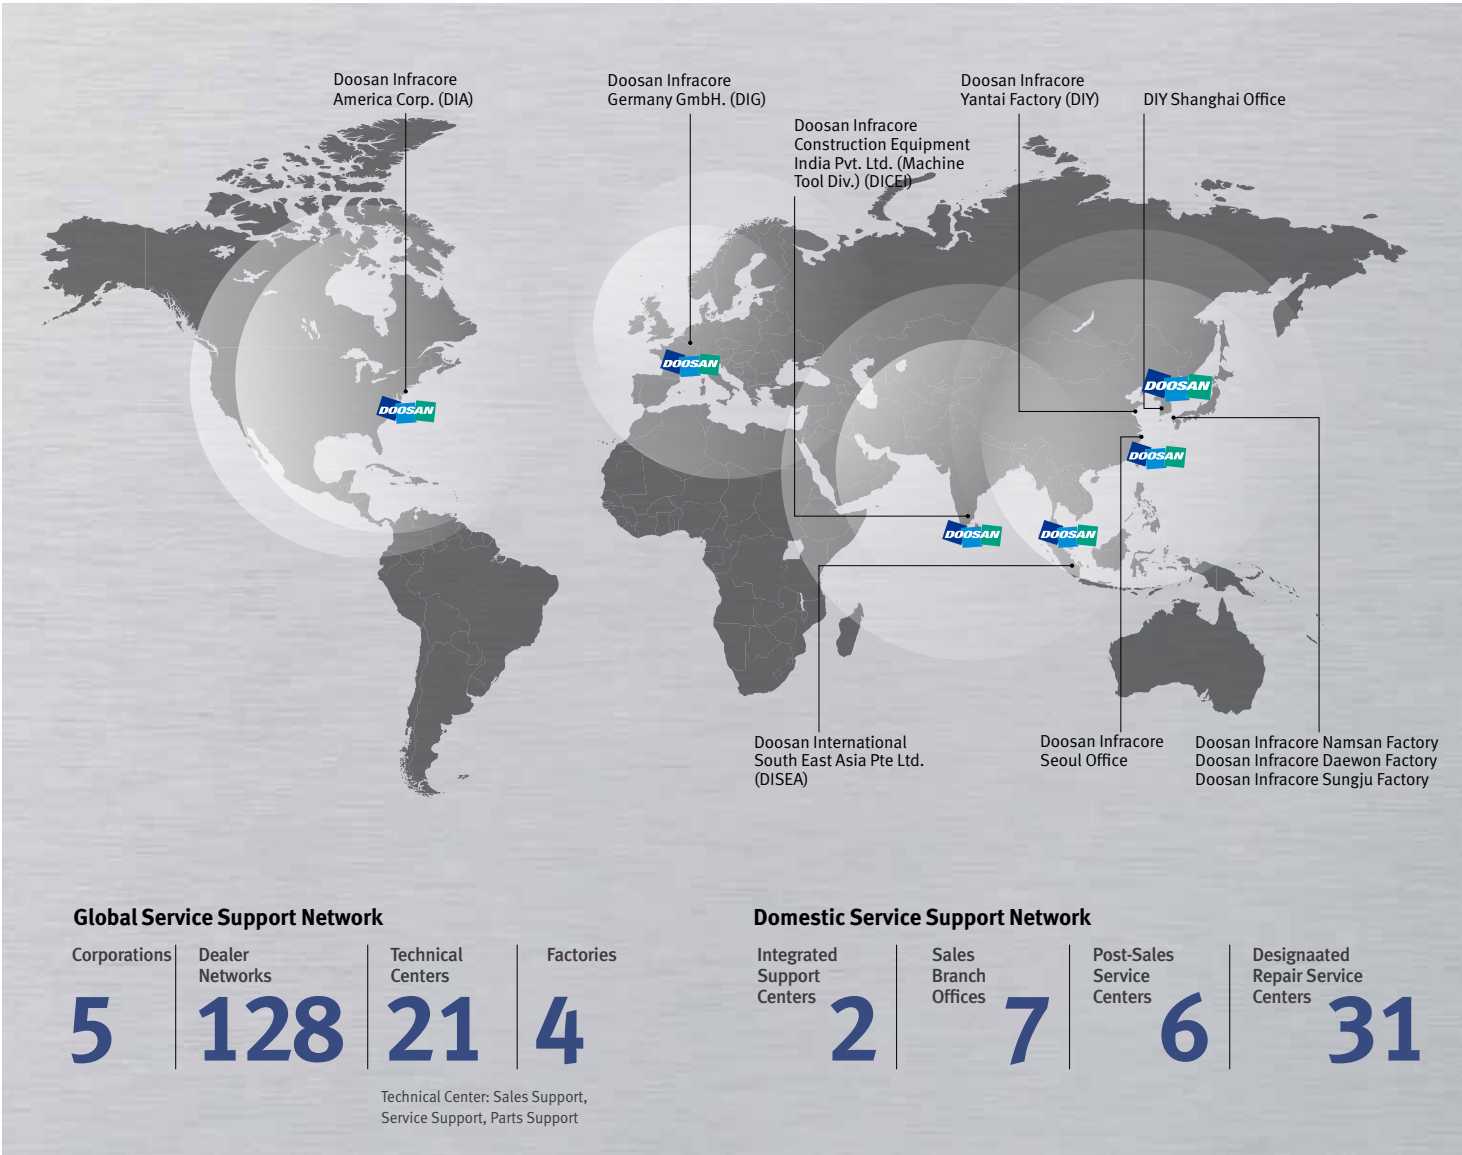 Doosan Infracore
America Corp. (DIA)
Doosan Infracore
Germany GmbH. (DIG)
Doosan Infracore
Construction Equipment
India Pvt. Ltd. (Machine
Tool Div.) (DICEI)
Doosan Infracore
Yantai Factory (DIY)
DIY Shanghai Office
DOOSAN
DOOSAN
DOOSAN
DOOSAN
DOOSAN
DOOSAN
Doosan International
South East Asia Pte Ltd.
(DISEA)
Doosan Infracore
Seoul Office
Doosan Infracore Namsan Factory
Doosan Infracore Daewon Factory
Doosan Infracore Sungju Factory
Global Service Support Network
Corporations
5
Dealer
Networks
128
Technical
Centers
21
Factories
4
Technical Center: Sales Support,
Service Support, Parts Support
Domestic Service Support Network
Integrated
Support
Centers
2
Sales
Branch
Offices
7
Post-Sales
Service
Centers
6
Designaated
Repair Service
Centers
31